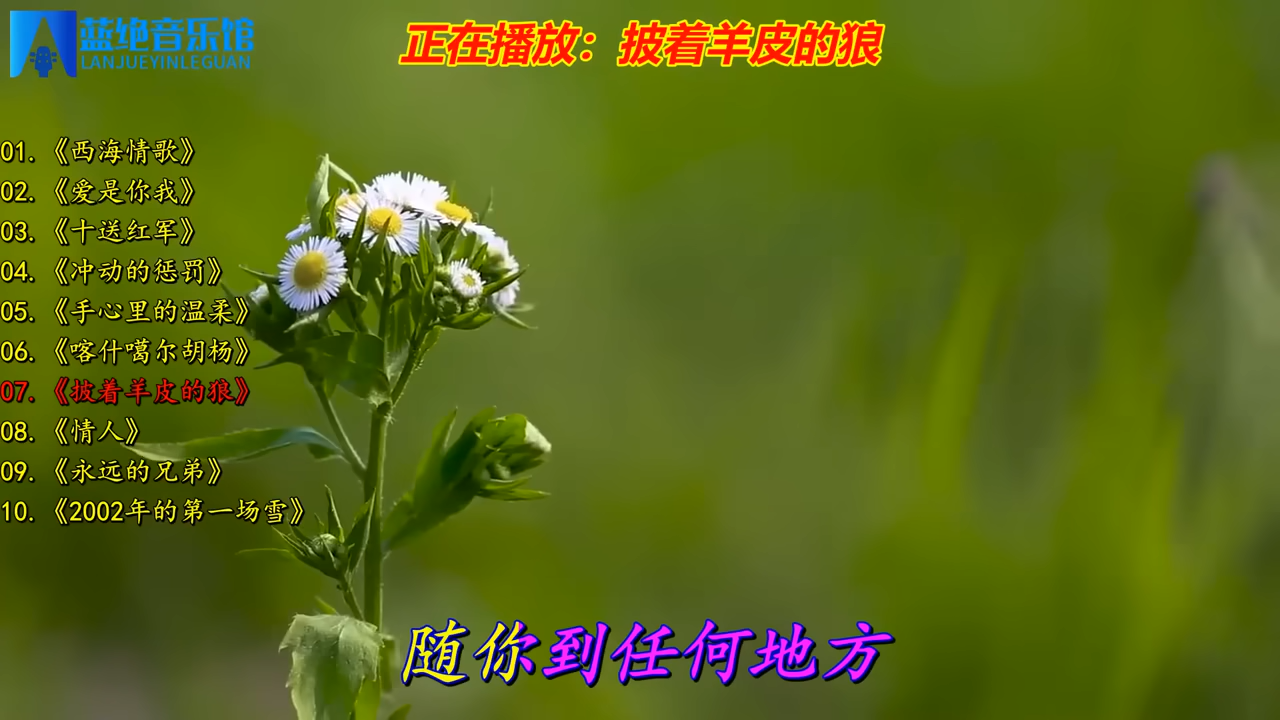 蓝绝音乐馆
LANJUEYINLEGUAN
正在播放：披着羊皮的狼
01.《西海情歌》
02.《爱是你我》
03.《十送红军》
04.《冲动的惩罚》
05.《手心里的温柔》
06.《喀什噶尔胡杨》
07.《披着羊皮的狼》
08.《情人》
09.《永远的兄弟》
10.《2002年的第一场雪》
随你到任何地方